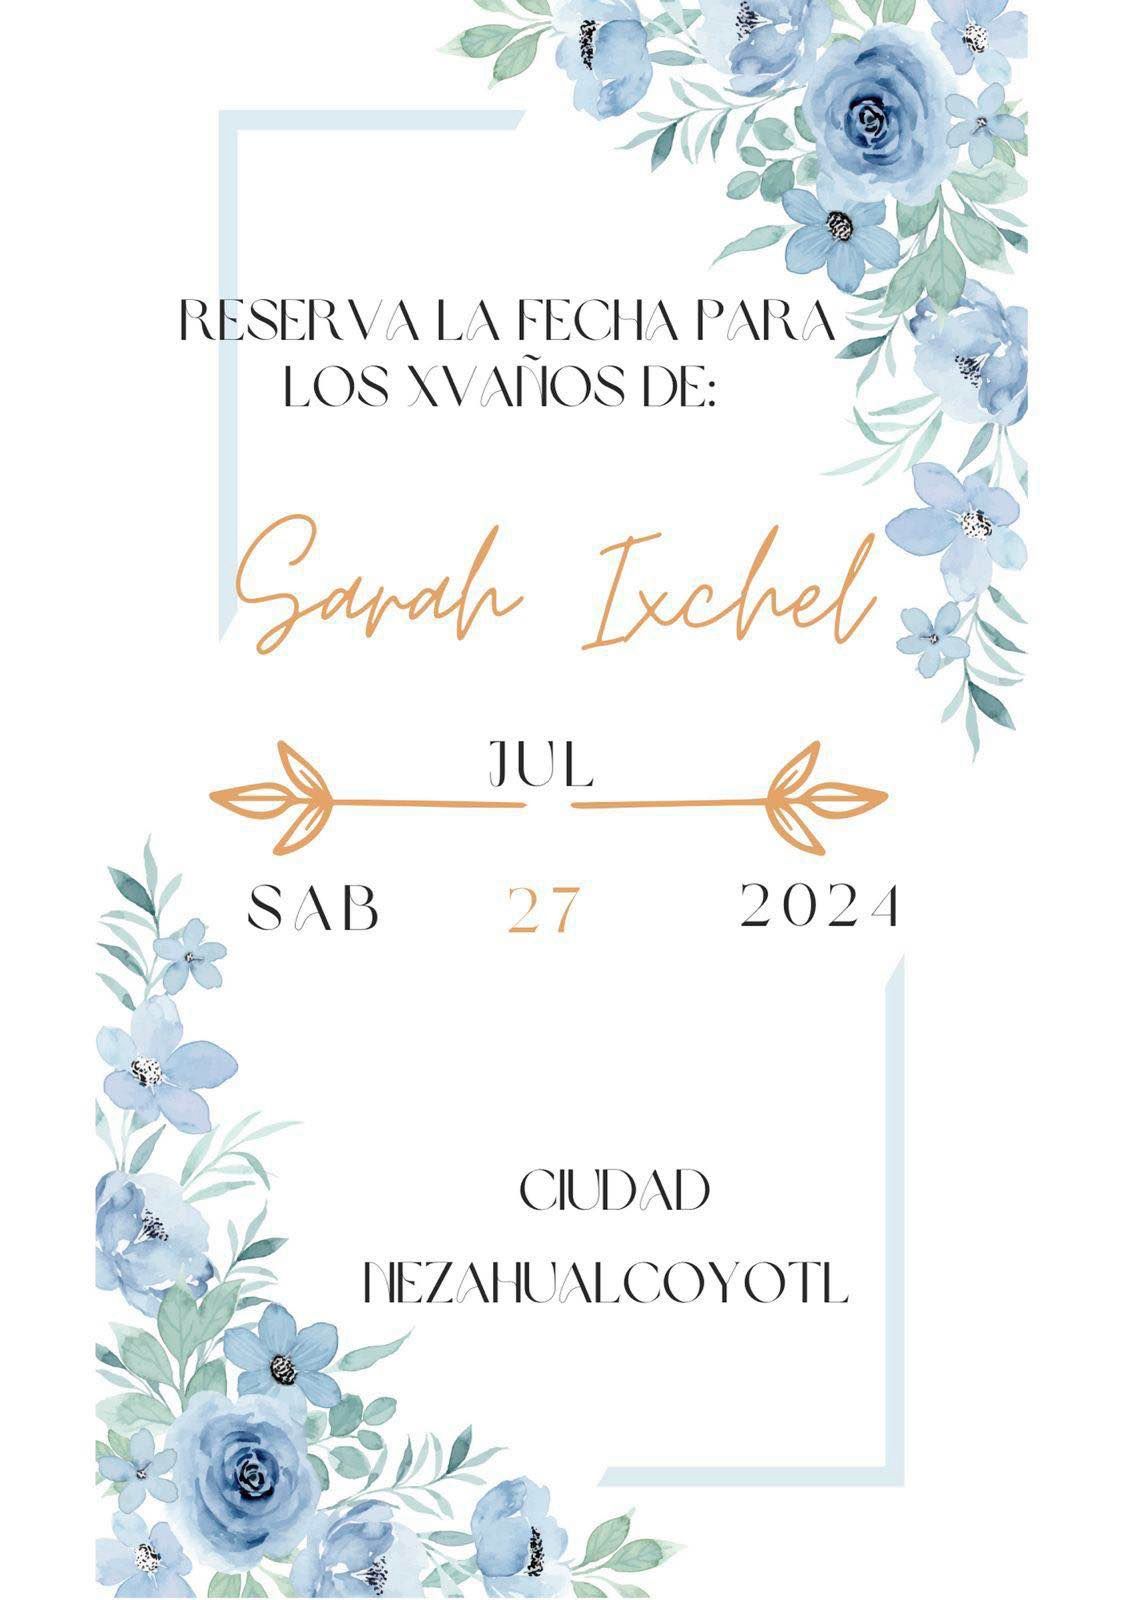 RESERVA LA FECHA PARA
LOS XVAÑOS DE:
Sarah Ixchel
JUL
SAB 27 2024
CIUDAD
NEZAHUALCOYOTL